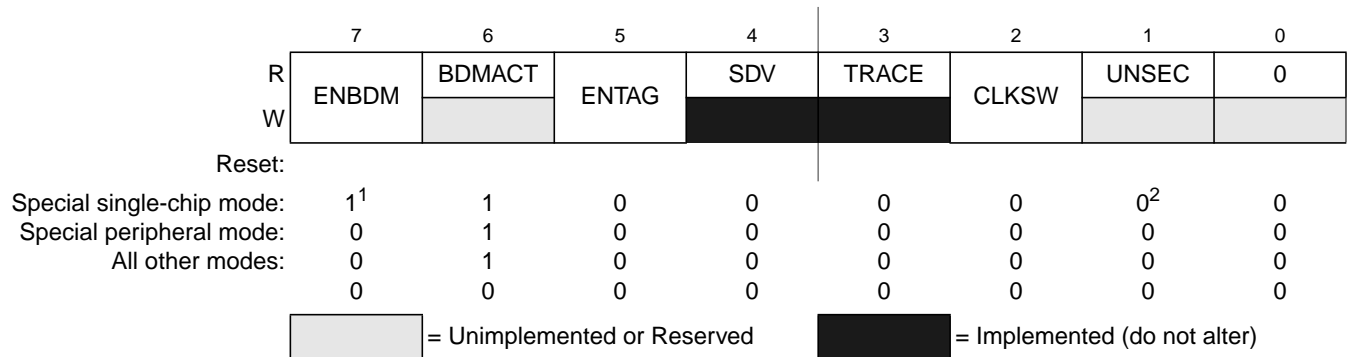 7 6 5 4 3 2 1 0
R ENBDM BDMACT ENTAG SDV TRACE CLKSW UNSEC 0
W
Reset:
Special single-chip mode: 1¹ 1 0 0 0 0 0² 0
Special peripheral mode: 0 1 0 0 0 0 0 0
All other modes: 0 1 0 0 0 0 0 0
0 0 0 0 0 0 0 0
= Unimplemented or Reserved = Implemented (do not alter)